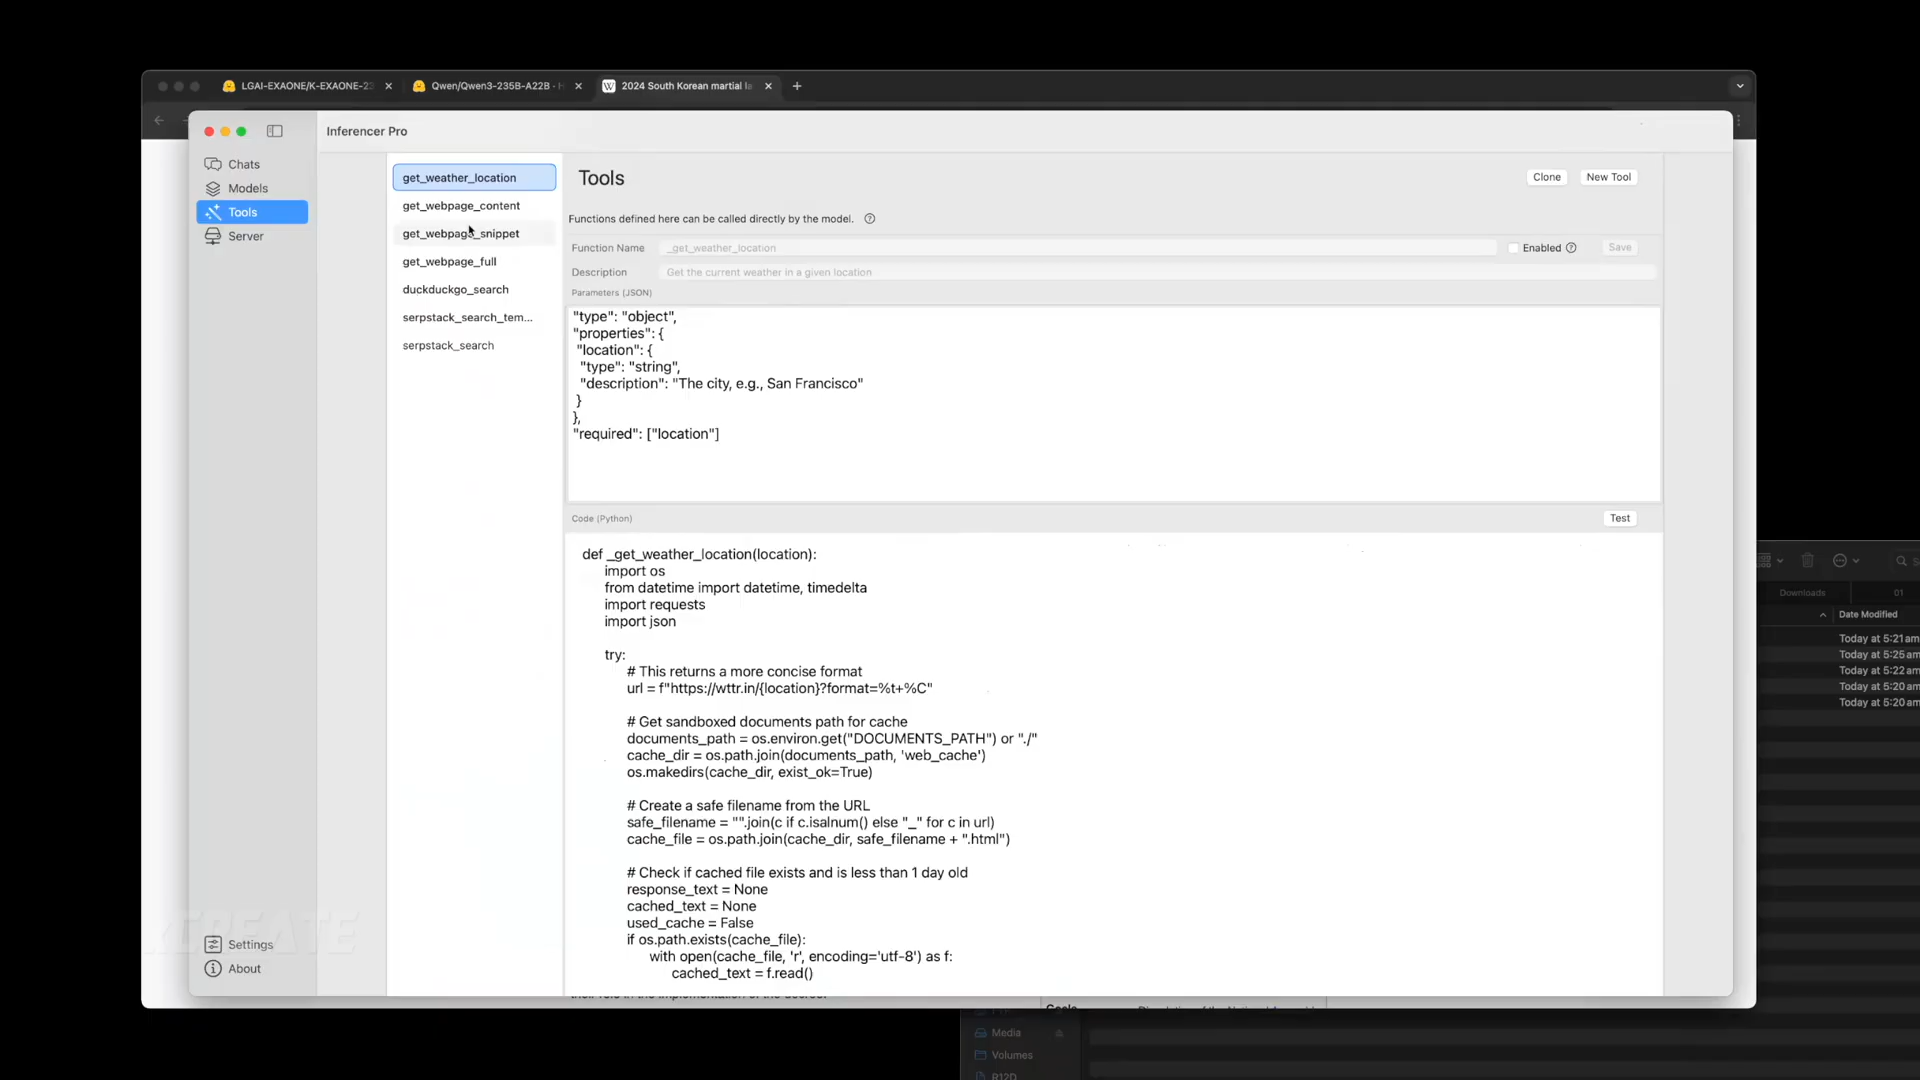 LGAI-EXAONE/K-EXAONE-23
Qwen/Qwen3-235B-A22B - H
2024 South Korean martial la
Inferencer Pro
Chats
Models
Tools
Server
Settings
About
get_weather_location
get_webpage_content
get_webpage_snippet
get_webpage_full
duckduckgo_search
serpstack_search_tem...
serpstack_search
Tools
Clone
New Tool
Functions defined here can be called directly by the model.
Function Name
_get_weather_location
Enabled
Save
Description
Get the current weather in a given location
Parameters (JSON)
"type": "object",
"properties": {
"location": {
"type": "string",
"description": "The city, e.g., San Francisco"
}
},
"required": ["location"]
Code (Python)
Test
def _get_weather_location(location):
import os
from datetime import datetime, timedelta
import requests
import json
try:
# This returns a more concise format
url = f"https://wttr.in/{location}?format=%t+%C"
# Get sandboxed documents path for cache
documents_path = os.environ.get("DOCUMENTS_PATH") or "./"
cache_dir = os.path.join(documents_path, 'web_cache')
os.makedirs(cache_dir, exist_ok=True)
# Create a safe filename from the URL
safe_filename = "".join(c if c.isalnum() else "_" for c in url)
cache_file = os.path.join(cache_dir, safe_filename + ".html")
# Check if cached file exists and is less than 1 day old
response_text = None
cached_text = None
used_cache = False
if os.path.exists(cache_file):
with open(cache_file, 'r', encoding='utf-8') as f:
cached_text = f.read()
XCREATE
Downloads
01
Date Modified
Today at 5:21 am
Today at 5:25 am
Today at 5:22 am
Today at 5:20 am
Today at 5:20 am
Media
Volumes
R12D